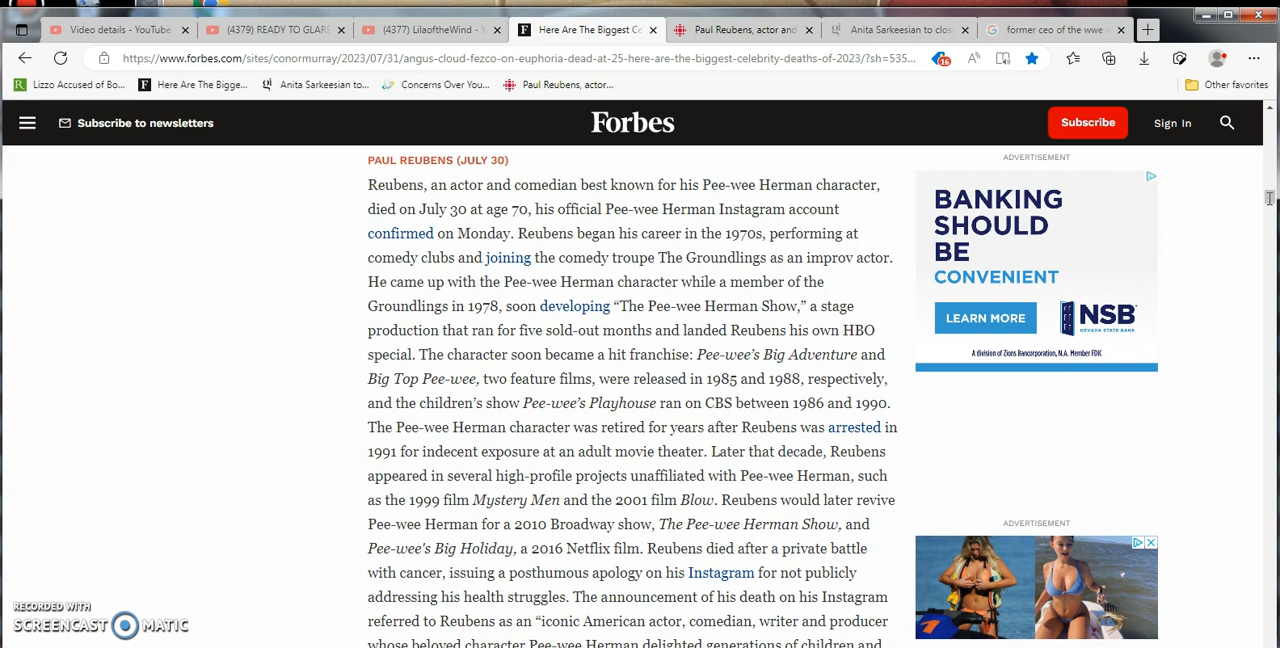 Video details - YouTube
(4379) READY TO GLARE
(4377) LilaoftheWind - Y
Here Are The Biggest Ce
Paul Reubens, actor and
Anita Sarkeesian to clos
former ceo of the wwe
https://www.forbes.com/sites/conormurray/2023/07/31/angus-cloud-fezco-on-euphoria-dead-at-25-here-are-the-biggest-celebrity-deaths-of-2023/?sh=535...
16
Lizzo Accused of Bo...
Here Are The Bigge...
Anita Sarkeesian to...
Concerns Over You...
Paul Reubens, actor...
Other favorites
Subscribe to newsletters
Forbes
Subscribe
Sign In
PAUL REUBENS (JULY 30)
Reubens, an actor and comedian best known for his Pee-wee Herman character,
died on July 30 at age 70, his official Pee-wee Herman Instagram account
confirmed on Monday. Reubens began his career in the 1970s, performing at
comedy clubs and joining the comedy troupe The Groundlings as an improv actor.
He came up with the Pee-wee Herman character while a member of the
Groundlings in 1978, soon developing “The Pee-wee Herman Show,” a stage
production that ran for five sold-out months and landed Reubens his own HBO
special. The character soon became a hit franchise: Pee-wee’s Big Adventure and
Big Top Pee-wee, two feature films, were released in 1985 and 1988, respectively,
and the children’s show Pee-wee’s Playhouse ran on CBS between 1986 and 1990.
The Pee-wee Herman character was retired for years after Reubens was arrested in
1991 for indecent exposure at an adult movie theater. Later that decade, Reubens
appeared in several high-profile projects unaffiliated with Pee-wee Herman, such
as the 1999 film Mystery Men and the 2001 film Blow. Reubens would later revive
Pee-wee Herman for a 2010 Broadway show, The Pee-wee Herman Show, and
Pee-wee's Big Holiday, a 2016 Netflix film. Reubens died after a private battle
with cancer, issuing a posthumous apology on his Instagram for not publicly
addressing his health struggles. The announcement of his death on his Instagram
referred to Reubens as an “iconic American actor, comedian, writer and producer
whose beloved character Pee-wee Herman delighted generations of children and
ADVERTISEMENT
BANKING
SHOULD
BE
CONVENIENT
LEARN MORE
NSB
NEVADA STATE BANK
A division of Zions Bancorporation, N.A. Member FDIC
ADVERTISEMENT
RECORDED WITH
SCREENCAST MATIC